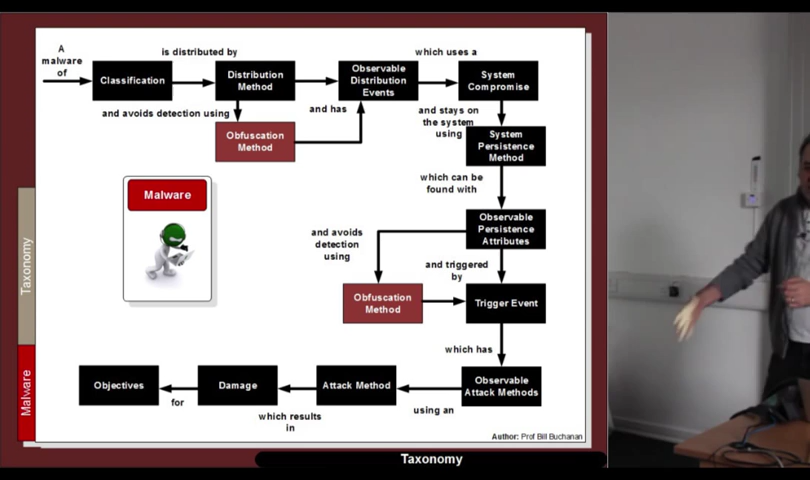 A
malware
of
Classification
is distributed by
Distribution
Method
Observable
Distribution
Events
which uses a
System
Compromise
and avoids detection using
Obfuscation
Method
and has
and stays on
the system
using
System
Persistence
Method
which can be
found with
Observable
Persistence
Attributes
and avoids
detection
using
Obfuscation
Method
and triggered
by
Trigger Event
which has
Observable
Attack Methods
using an
Attack Method
which results
in
Damage
for
Objectives
Malware
Taxonomy
Malware
Author: Prof Bill Buchanan
Taxonomy